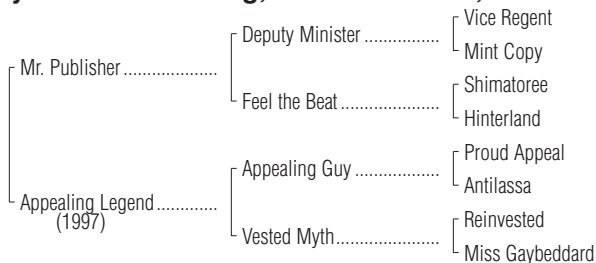 Vice Regent
Deputy Minister ..................
Mint Copy
Mr. Publisher ......................
Shimatoree
Feel the Beat .......................
Hinterland
Proud Appeal
Appealing Guy ....................
Antilassa
Appealing Legend..............
(1997)
Reinvested
Vested Myth........................
Miss Gaybeddard